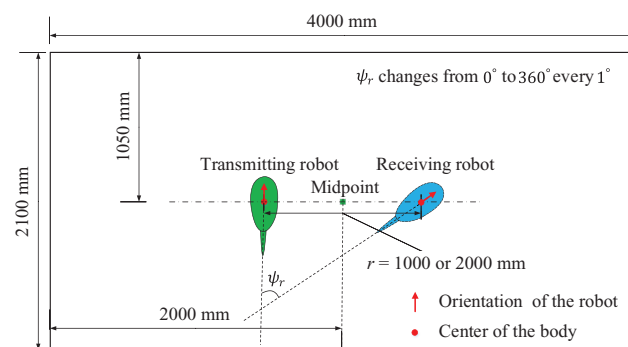 4000 mm
ψr changes from 0° to 360° every 1°
1050 mm
2100 mm
Transmitting robot
Receiving robot
Midpoint
r = 1000 or 2000 mm
ψr
2000 mm
Orientation of the robot
Center of the body